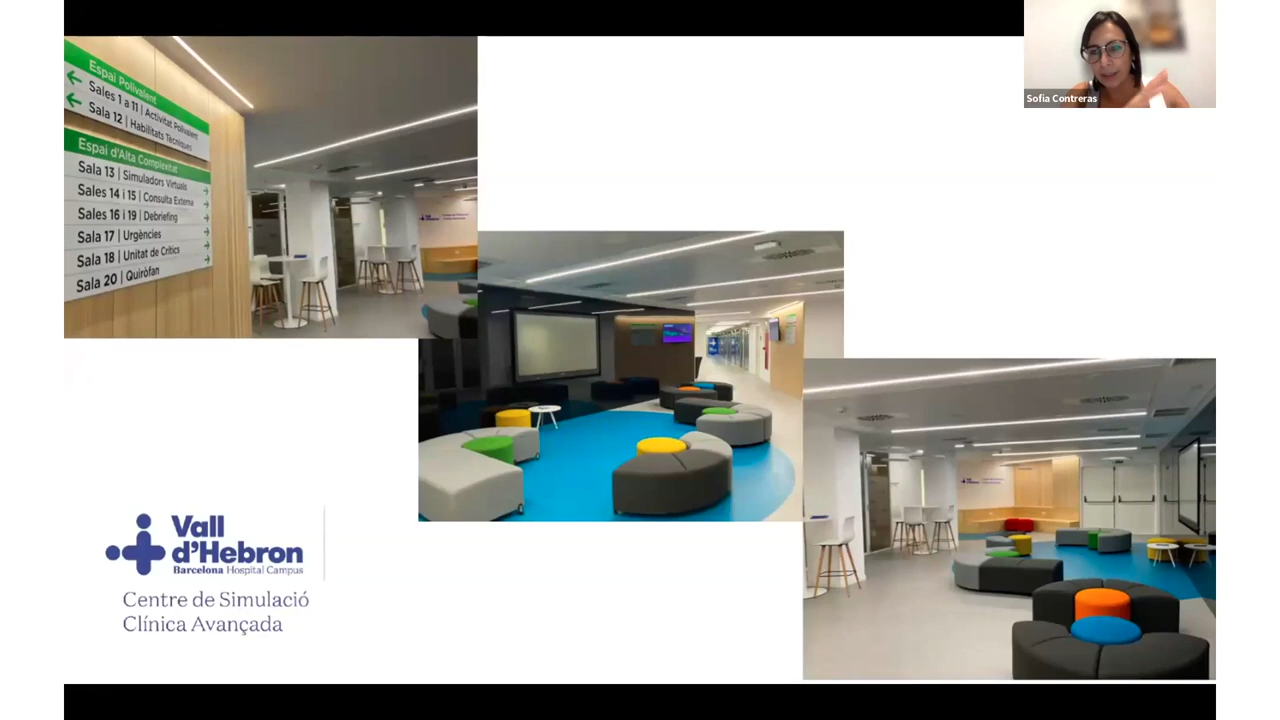 Espai Polivalent
Sales 1 a 11 | Activitat Polivalent
Sala 12 | Habilitats Tècniques
Espai d'Alta Complexitat
Sala 13 | Simuladors Virtuals
Sales 14 i 15 | Consulta Externa
Sales 16 i 19 | Debriefing
Sala 17 | Urgències
Sala 18 | Unitat de Crítics
Sala 20 | Quiròfan
Sofia Contreras
Vall
d'Hebron
Barcelona Hospital Campus
Centre de Simulació
Clínica Avançada